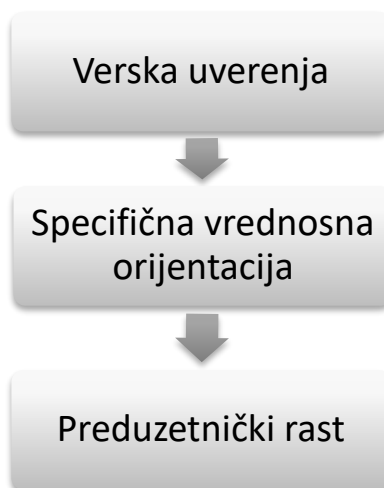 Verska uverenja
Specifična vrednosna
orijentacija
Preduzetnički rast